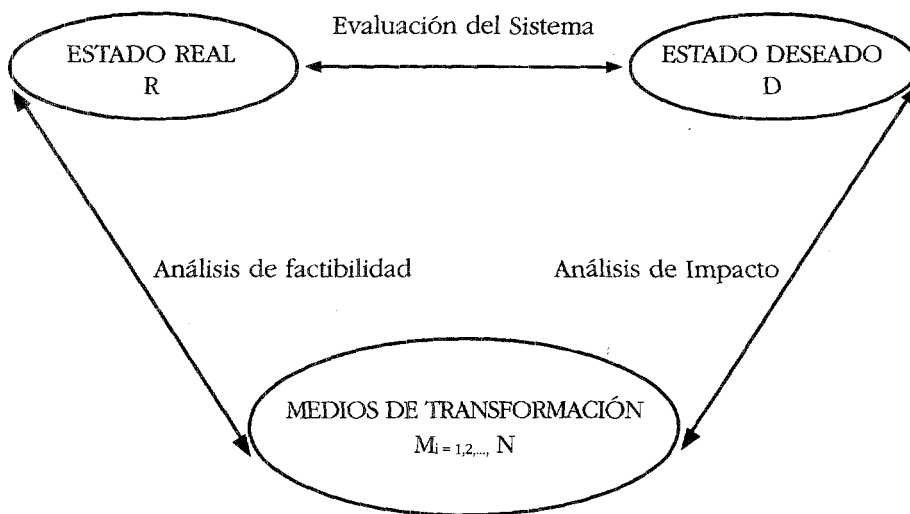 Evaluación del Sistema
ESTADO REAL
R
ESTADO DESEADO
D
Análisis de factibilidad
Análisis de Impacto
MEDIOS DE TRANSFORMACIÓN
Mi = 1,2,..., N